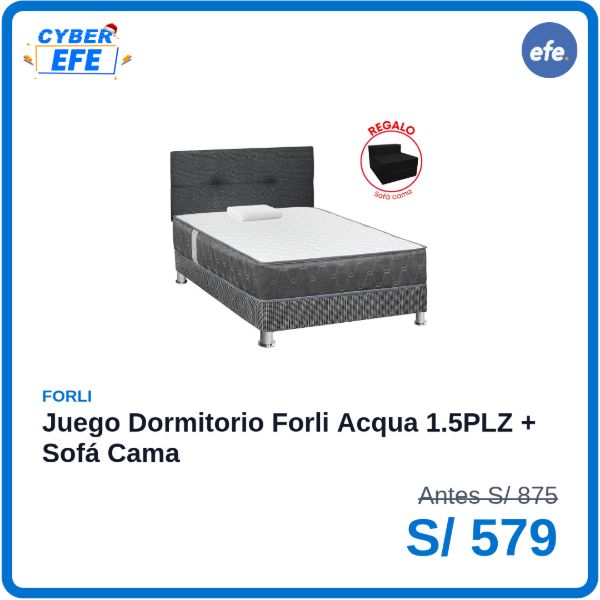 CYBER
EFE
efe.
REGALO
Sofá cama
FORLI
Juego Dormitorio Forli Acqua 1.5PLZ +
Sofá Cama
Antes S/ 875
S/ 579